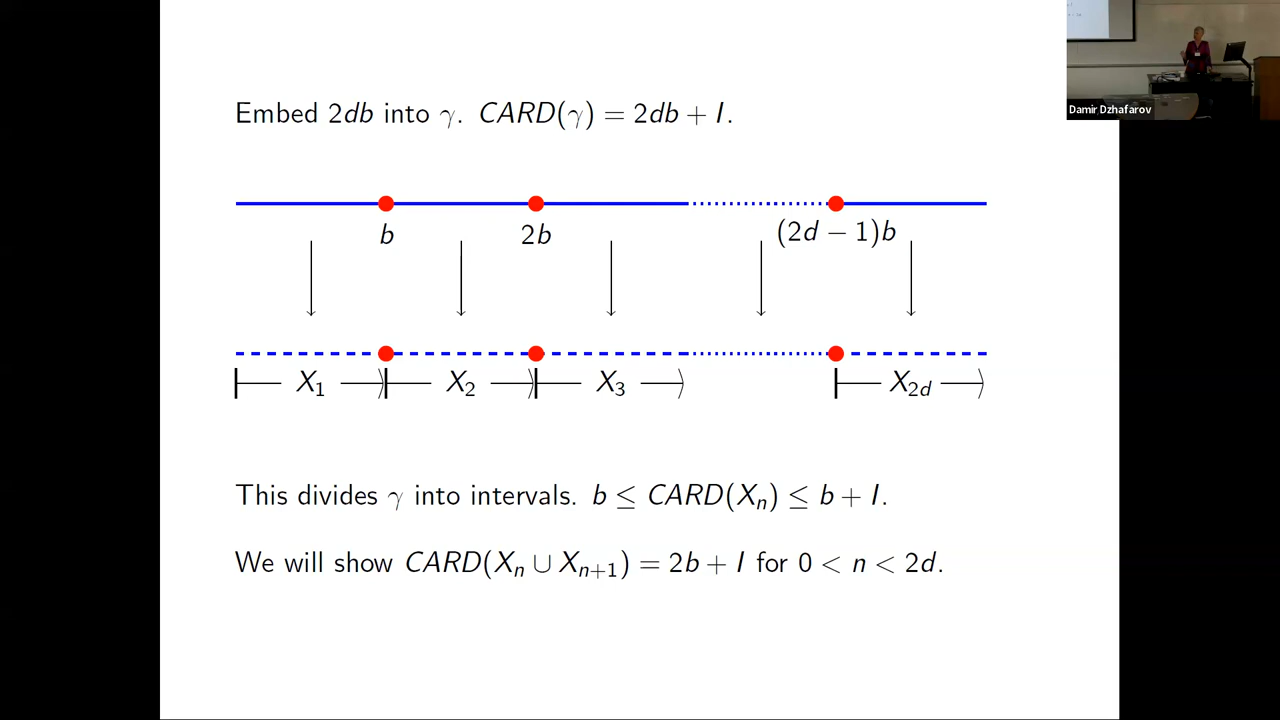 Embed 2db into γ. CARD(γ) = 2db + I.
b
2b
(2d − 1)b
X₁
X₂
X₃
X₂d
This divides γ into intervals. b ≤ CARD(Xₙ) ≤ b + I.
We will show CARD(Xₙ ∪ Xₙ₊₁) = 2b + I for 0 < n < 2d.
Damir Dzhafarov